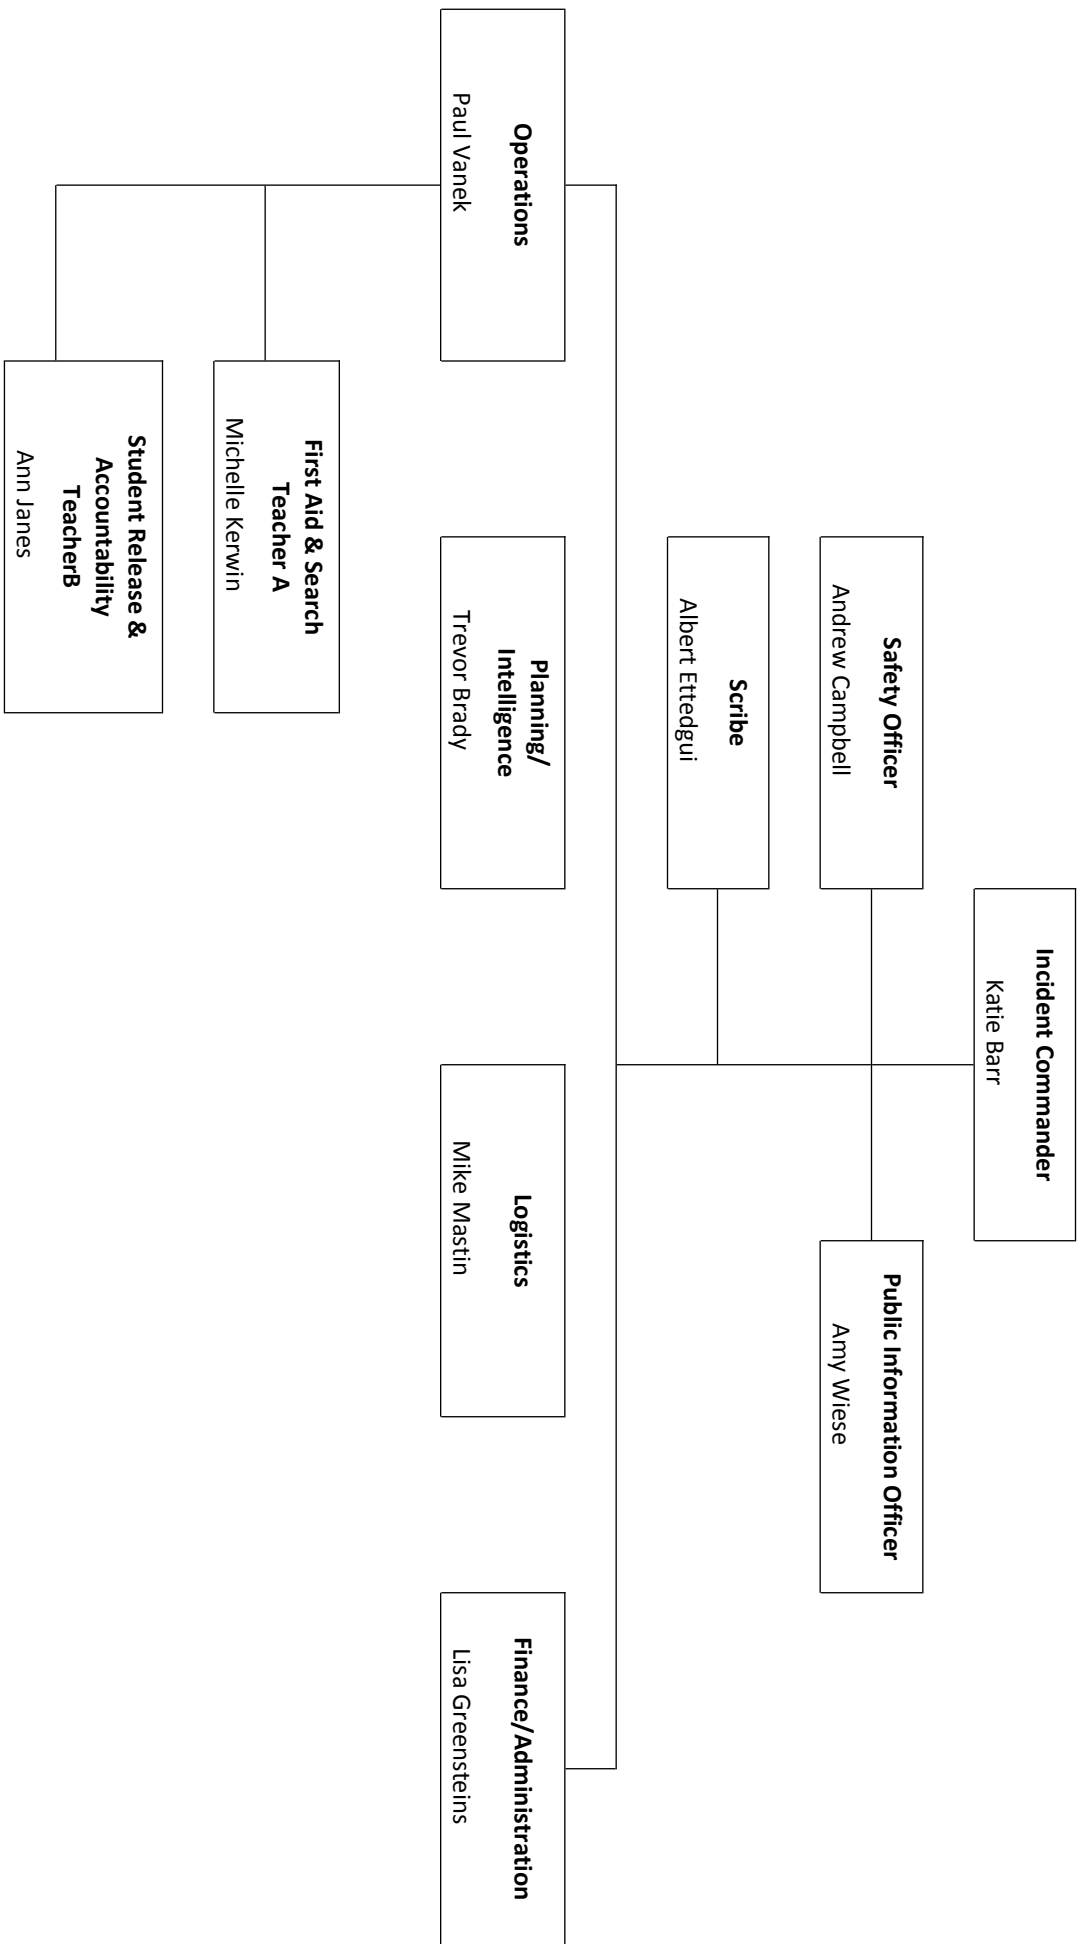 Incident Commander
Katie Barr
Safety Officer
Andrew Campbell
Public Information Officer
Amy Wiese
Scribe
Albert Ettedgui
Operations
Paul Vanek
Planning/
Intelligence
Trevor Brady
Logistics
Mike Mastin
Finance/Administration
Lisa Greensteins
First Aid & Search
Teacher A
Michelle Kerwin
Student Release &
Accountability
TeacherB
Ann Janes